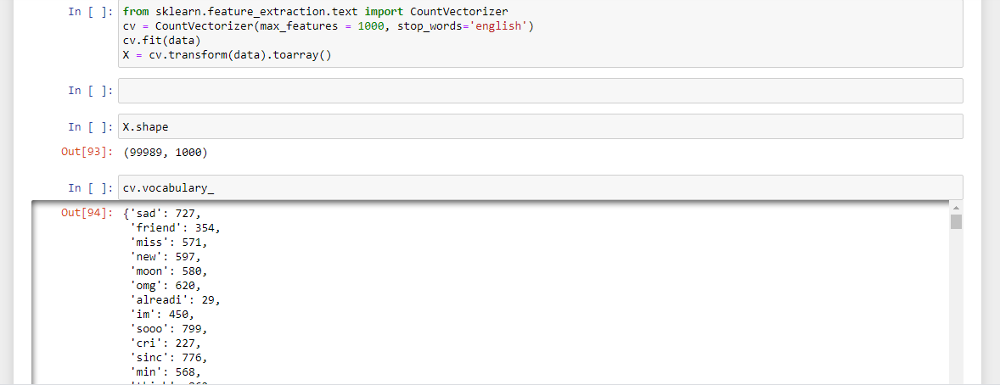 In [ ]: from sklearn.feature_extraction.text import CountVectorizer
cv = CountVectorizer(max_features = 1000, stop_words='english')
cv.fit(data)
X = cv.transform(data).toarray()
In [ ]:
In [ ]: X.shape
Out[93]: (99989, 1000)
In [ ]: cv.vocabulary_
Out[94]: {'sad': 727,
'friend': 354,
'miss': 571,
'new': 597,
'moon': 580,
'omg': 620,
'alreadi': 29,
'im': 450,
'sooo': 799,
'cri': 227,
'sinc': 776,
'min': 568,